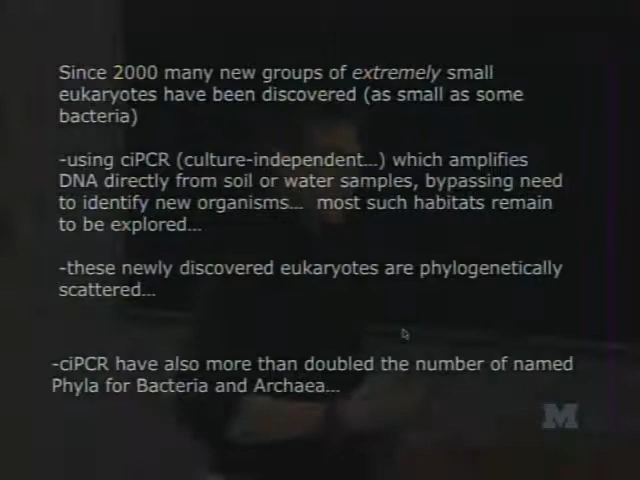 Since 2000 many new groups of extremely small
eukaryotes have been discovered (as small as some
bacteria)
-using ciPCR (culture-independent...) which amplifies
DNA directly from soil or water samples, bypassing need
to identify new organisms... most such habitats remain
to be explored...
-these newly discovered eukaryotes are phylogenetically
scattered...
-ciPCR have also more than doubled the number of named
Phyla for Bacteria and Archaea...
M